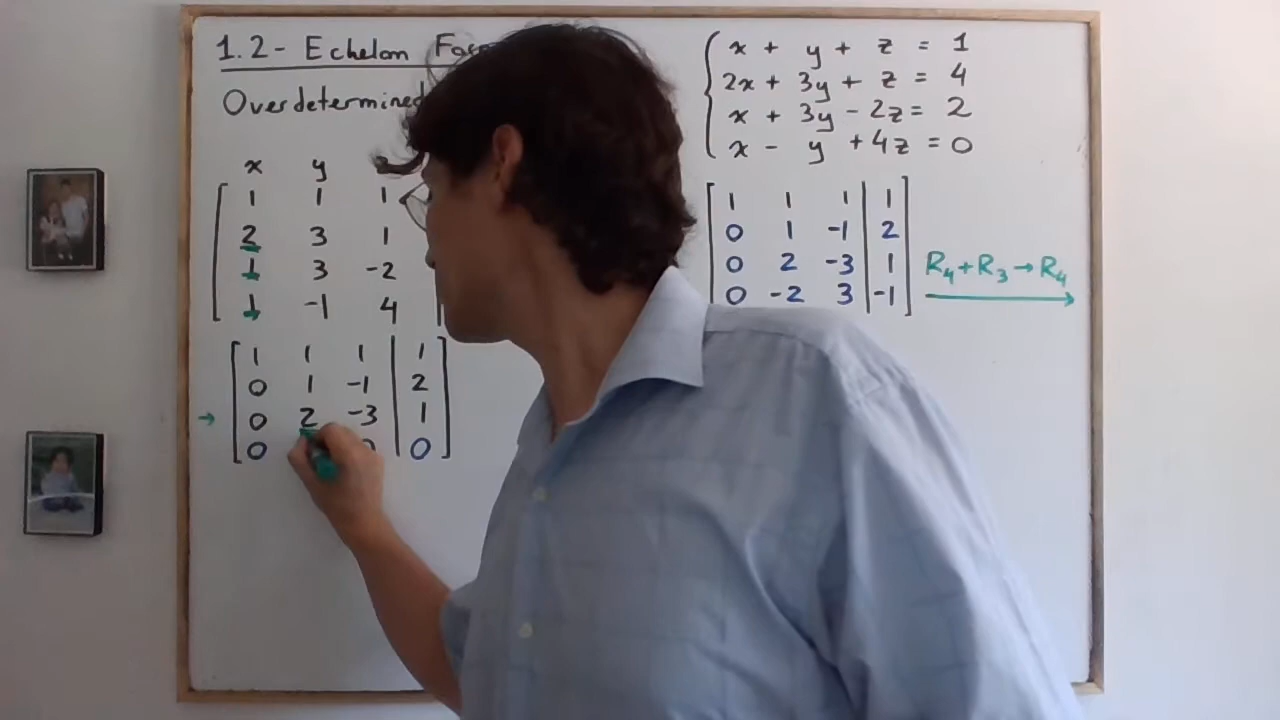 1.2 - Echelon
Overdetermined
x + y + z = 1
2x + 3y + z = 4
x + 3y - 2z = 2
x - y + 4z = 0
x y
1 1 1
2 3 1
1 3 -2
1 -1 4
1 1 1 | 1
0 1 -1 | 2
0 2 -3 | 1
0 -2 3 | -1
R₄ + R₃ → R₄
1 1 1 | 1
0 1 -1 | 2
→ 0 2 -3 | 1
0 0 | 0